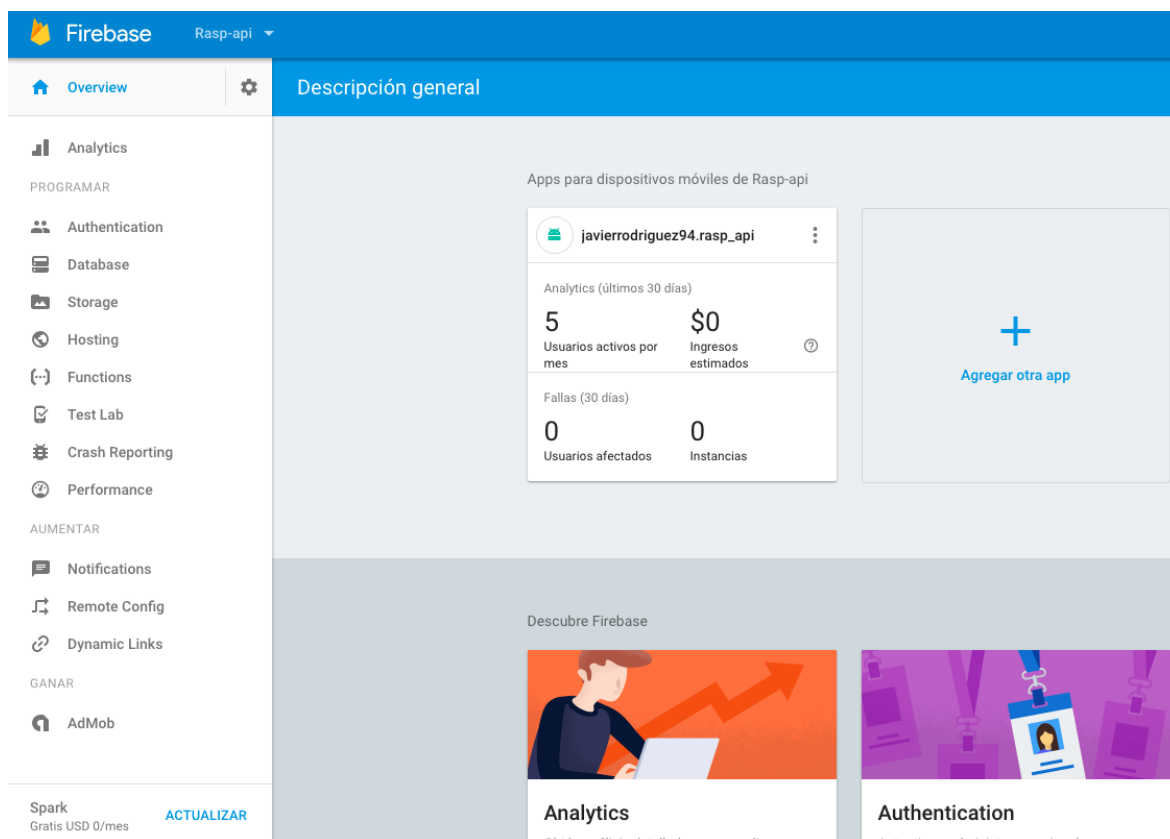 Firebase
Rasp-api
Overview
Descripción general
Analytics
PROGRAMAR
Authentication
Database
Storage
Hosting
Functions
Test Lab
Crash Reporting
Performance
AUMENTAR
Notifications
Remote Config
Dynamic Links
GANAR
AdMob
Spark
Gratis USD 0/mes
ACTUALIZAR
Apps para dispositivos móviles de Rasp-api
javierrodriguez94.rasp_api
Analytics (últimos 30 días)
5
Usuarios activos por
mes
$0
Ingresos
estimados
Fallas (30 días)
0
Usuarios afectados
0
Instancias
Agregar otra app
Descubre Firebase
Analytics
Authentication